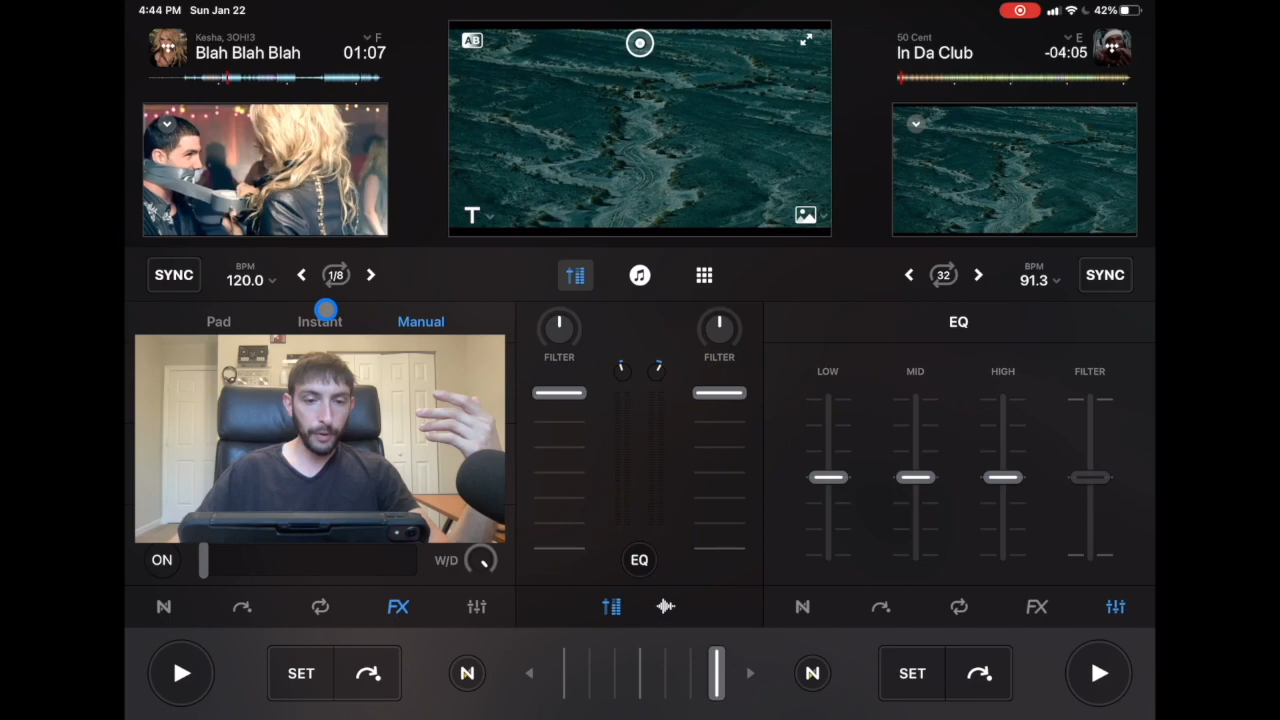 4:44 PM Sun Jan 22
42%
Kesha, 3OH!3
F
Blah Blah Blah
01:07
AB
50 Cent
E
In Da Club
-04:05
T
SYNC
BPM
120.0
1/8
32
BPM
91.3
SYNC
Pad
Instant
Manual
FILTER
FILTER
EQ
LOW
MID
HIGH
FILTER
ON
W/D
EQ
N
FX
N
FX
SET
N
N
SET